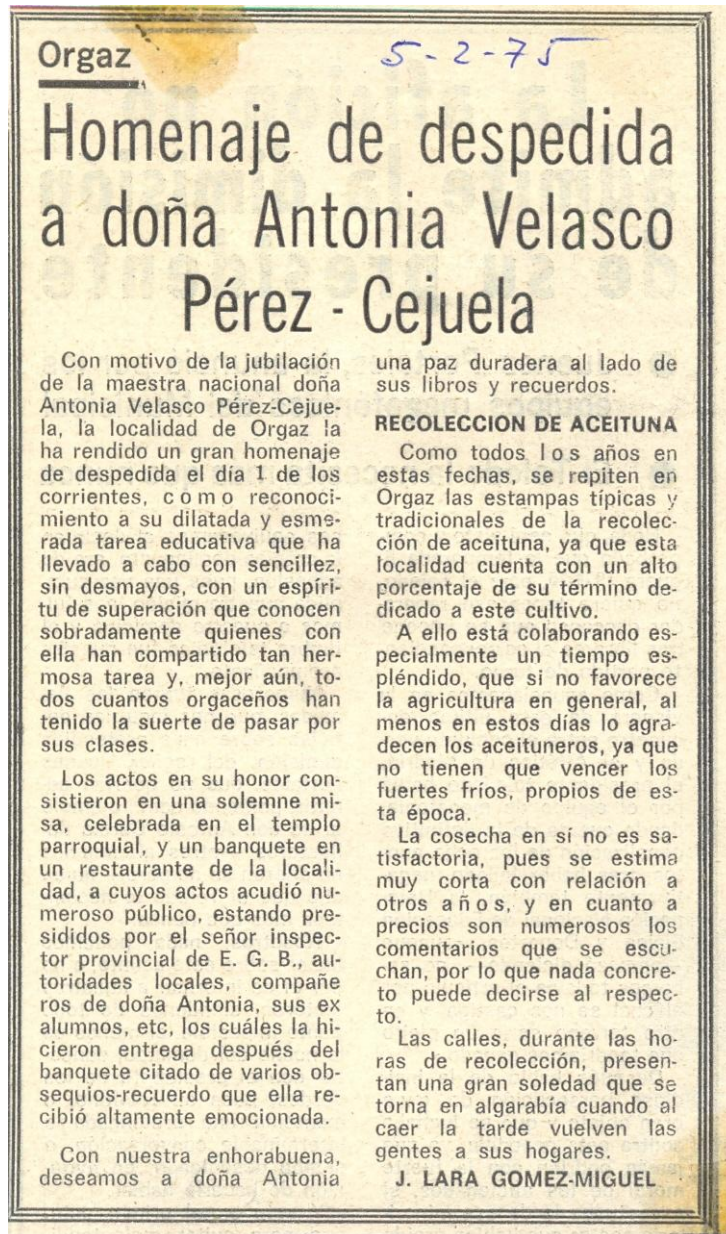 Orgaz
5-2-75
Homenaje de despedida
a doña Antonia Velasco
Pérez - Cejuela
Con motivo de la jubilación
de la maestra nacional doña
Antonia Velasco Pérez-Cejue-
la, la localidad de Orgaz la
ha rendido un gran homenaje
de despedida el día 1 de los
corrientes, como reconoci-
miento a su dilatada y esme-
rada tarea educativa que ha
llevado a cabo con sencillez,
sin desmayos, con un espíri-
tu de superación que conocen
sobradamente quienes con
ella han compartido tan her-
mosa tarea y, mejor aún, to-
dos cuantos orgaceños han
tenido la suerte de pasar por
sus clases.
Los actos en su honor con-
sistieron en una solemne mi-
sa, celebrada en el templo
parroquial, y un banquete en
un restaurante de la locali-
dad, a cuyos actos acudió nu-
meroso público, estando pre-
sididos por el señor inspec-
tor provincial de E. G. B., au-
toridades locales, compañe
ros de doña Antonia, sus ex
alumnos, etc, los cuáles la hi-
cieron entrega después del
banquete citado de varios ob-
sequios-recuerdo que ella re-
cibió altamente emocionada.
Con nuestra enhorabuena,
deseamos a doña Antonia
una paz duradera al lado de
sus libros y recuerdos.
RECOLECCION DE ACEITUNA
Como todos los años en
estas fechas, se repiten en
Orgaz las estampas típicas y
tradicionales de la recolec-
ción de aceituna, ya que esta
localidad cuenta con un alto
porcentaje de su término de-
dicado a este cultivo.
A ello está colaborando es-
pecialmente un tiempo es-
pléndido, que si no favorece
la agricultura en general, al
menos en estos días lo agra-
decen los aceituneros, ya que
no tienen que vencer los
fuertes fríos, propios de es-
ta época.
La cosecha en sí no es sa-
tisfactoria, pues se estima
muy corta con relación a
otros años, y en cuanto a
precios son numerosos los
comentarios que se escu-
chan, por lo que nada concre-
to puede decirse al respec-
to.
Las calles, durante las ho-
ras de recolección, presen-
tan una gran soledad que se
torna en algarabía cuando al
caer la tarde vuelven las
gentes a sus hogares.
J. LARA GOMEZ-MIGUEL